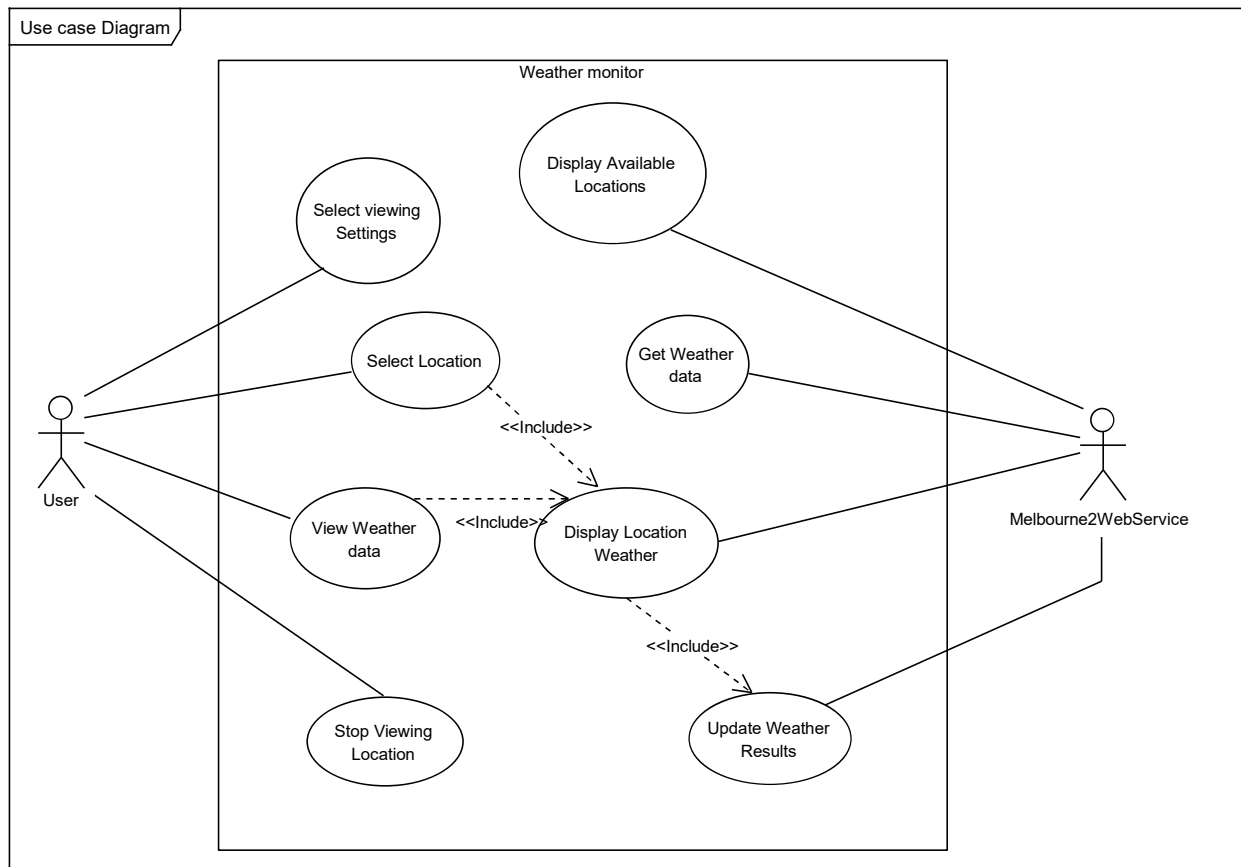 Use case Diagram
Weather monitor
Display Available
Locations
Select viewing
Settings
Select Location
Get Weather
data
<<Include>>
User
Melbourne2WebService
View Weather
data
<<Include>>
Display Location
Weather
<<Include>>
Stop Viewing
Location
Update Weather
Results